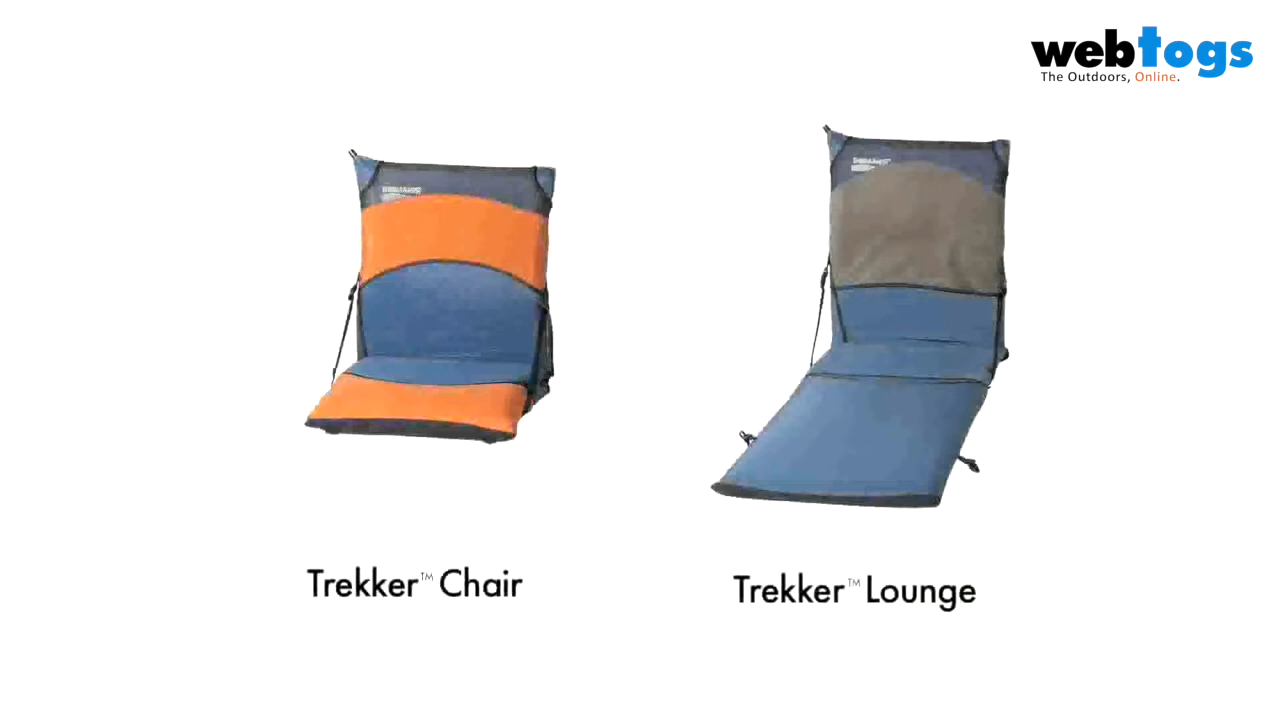 webtogs
The Outdoors, Online.
Trekker™ Chair
Trekker™ Lounge